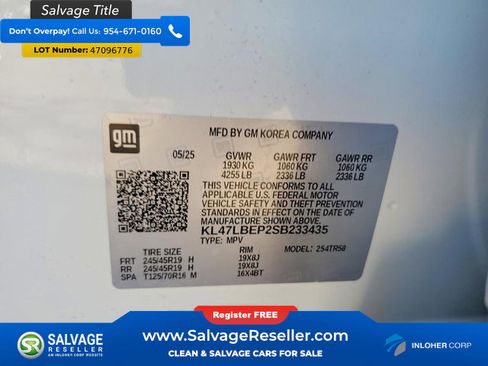 Salvage Title
Don't Overpay! Call Us: 954-671-0160
Lot Number: 47096776
gm
MFD BY GM KOREA COMPANY
05/25 GVWR GAWR FRT GAWR RR
1930 KG 1060 KG 1060 KG
4255 LB 2336 LB 2336 LB
THIS VEHICLE CONFORMS TO ALL
APPLICABLE U.S. FEDERAL MOTOR
VEHICLE SAFETY AND THEFT PREVENTION
STANDARDS IN EFFECT ON THE DATE OF
MANUFACTURE SHOWN ABOVE.
KL47LBEP2SB233435
TYPE: MPV MODEL: 254TR58
TIRE SIZE RIM
FRT 245/45R19 H 19X8J
RR 245/45R19 H 19X8J
SPA T125/70R16 M 16X4BT
Register FREE!
SALVAGE RESELLER
AN INLOHER CORP WEBSITE
www.SalvageReseller.com
CLEAN & SALVAGE CARS FOR SALE
INLOHER CORP